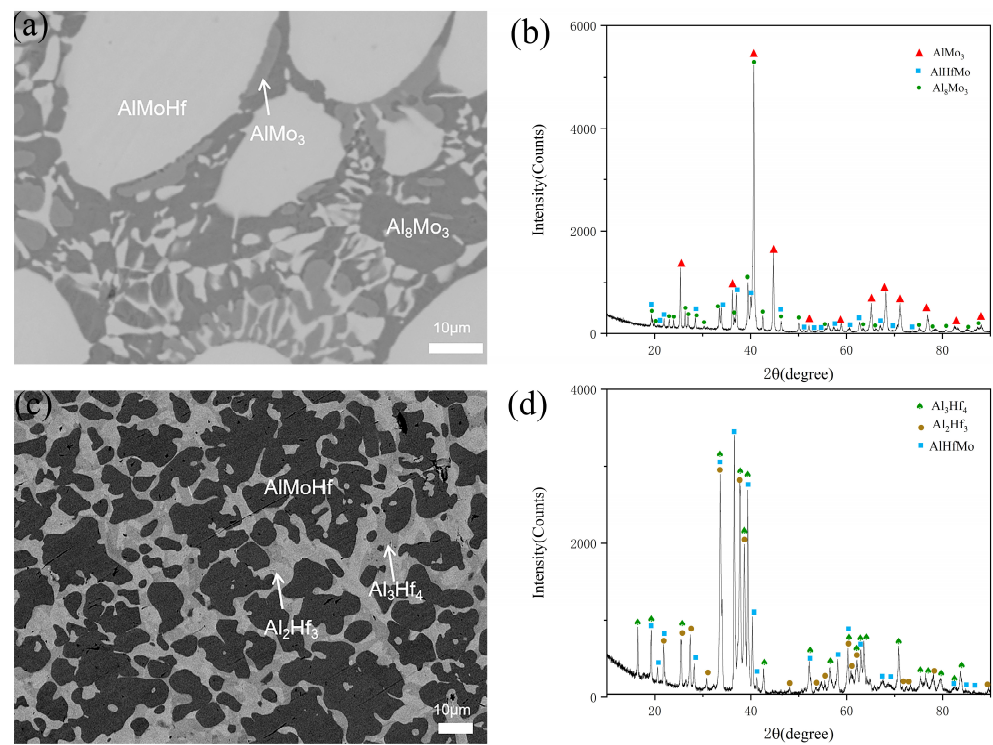 (a)
AlMoHf
AlMo₃
Al₈Mo₃
10μm
(b)
6000
4000
2000
0
Intensity(Counts)
AlMo₃
AlHfMo
Al₈Mo₃
20
40
60
80
2θ(degree)
(c)
AlMoHf
Al₃Hf₄
Al₂Hf₃
10μm
(d)
4000
2000
0
Intensity(Counts)
Al₃Hf₄
Al₂Hf₃
AlHfMo
20
40
60
80
2θ(degree)